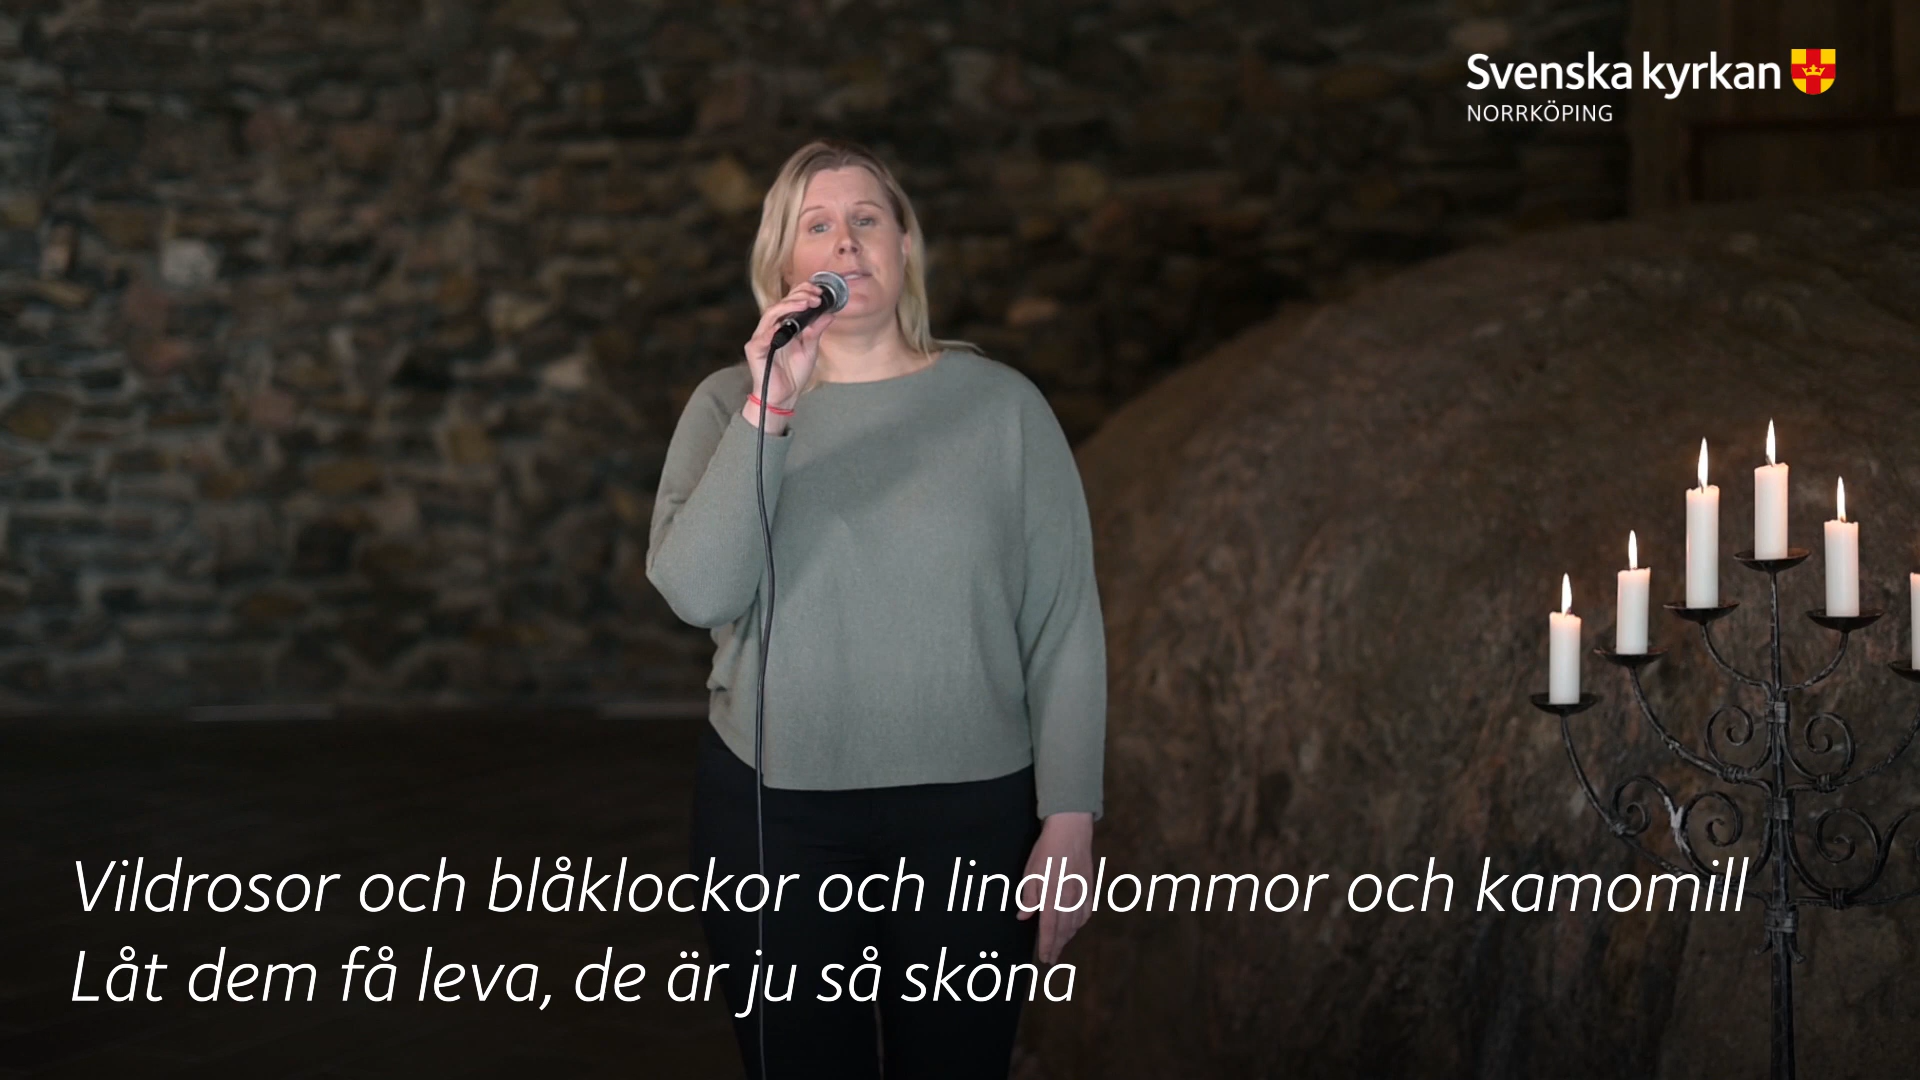 Svenska kyrkan
NORRKÖPING
Vildrosor och blåklockor och lindblommor och kamomill
Låt dem få leva, de är ju så sköna